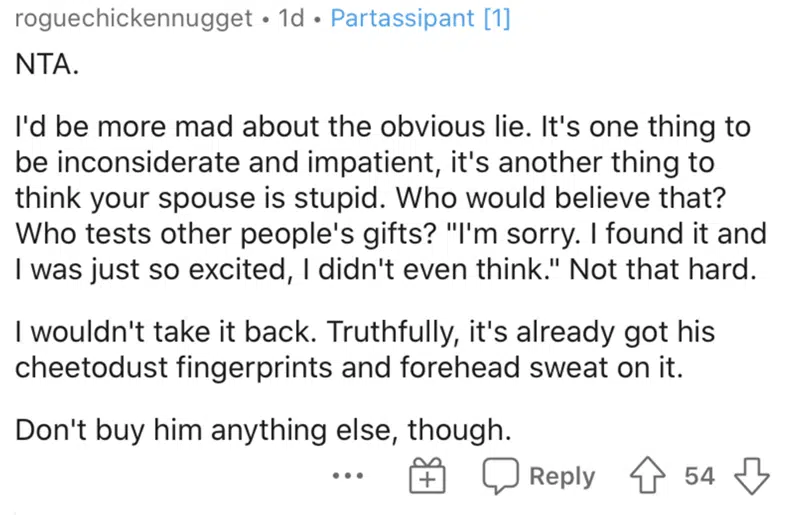 roguechickennugget • 1d • Partassipant [1]
NTA.
I'd be more mad about the obvious lie. It's one thing to
be inconsiderate and impatient, it's another thing to
think your spouse is stupid. Who would believe that?
Who tests other people's gifts? "I'm sorry. I found it and
I was just so excited, I didn't even think." Not that hard.
I wouldn't take it back. Truthfully, it's already got his
cheetodust fingerprints and forehead sweat on it.
Don't buy him anything else, though.
Reply 54